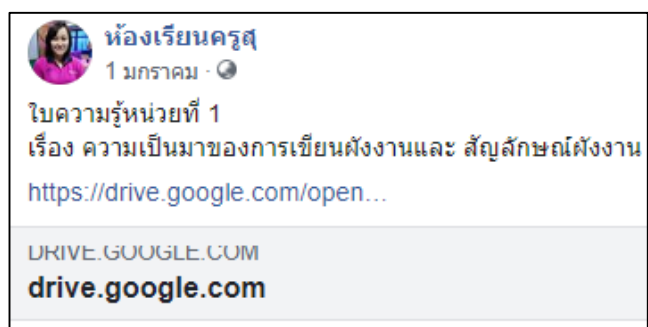 ห้องเรียนครูสุ
1 มกราคม ·
ใบความรู้หน่วยที่ 1
เรื่อง ความเป็นมาของการเขียนผังงานและ สัญลักษณ์ผังงาน
https://drive.google.com/open...
DRIVE.GOOGLE.COM
drive.google.com